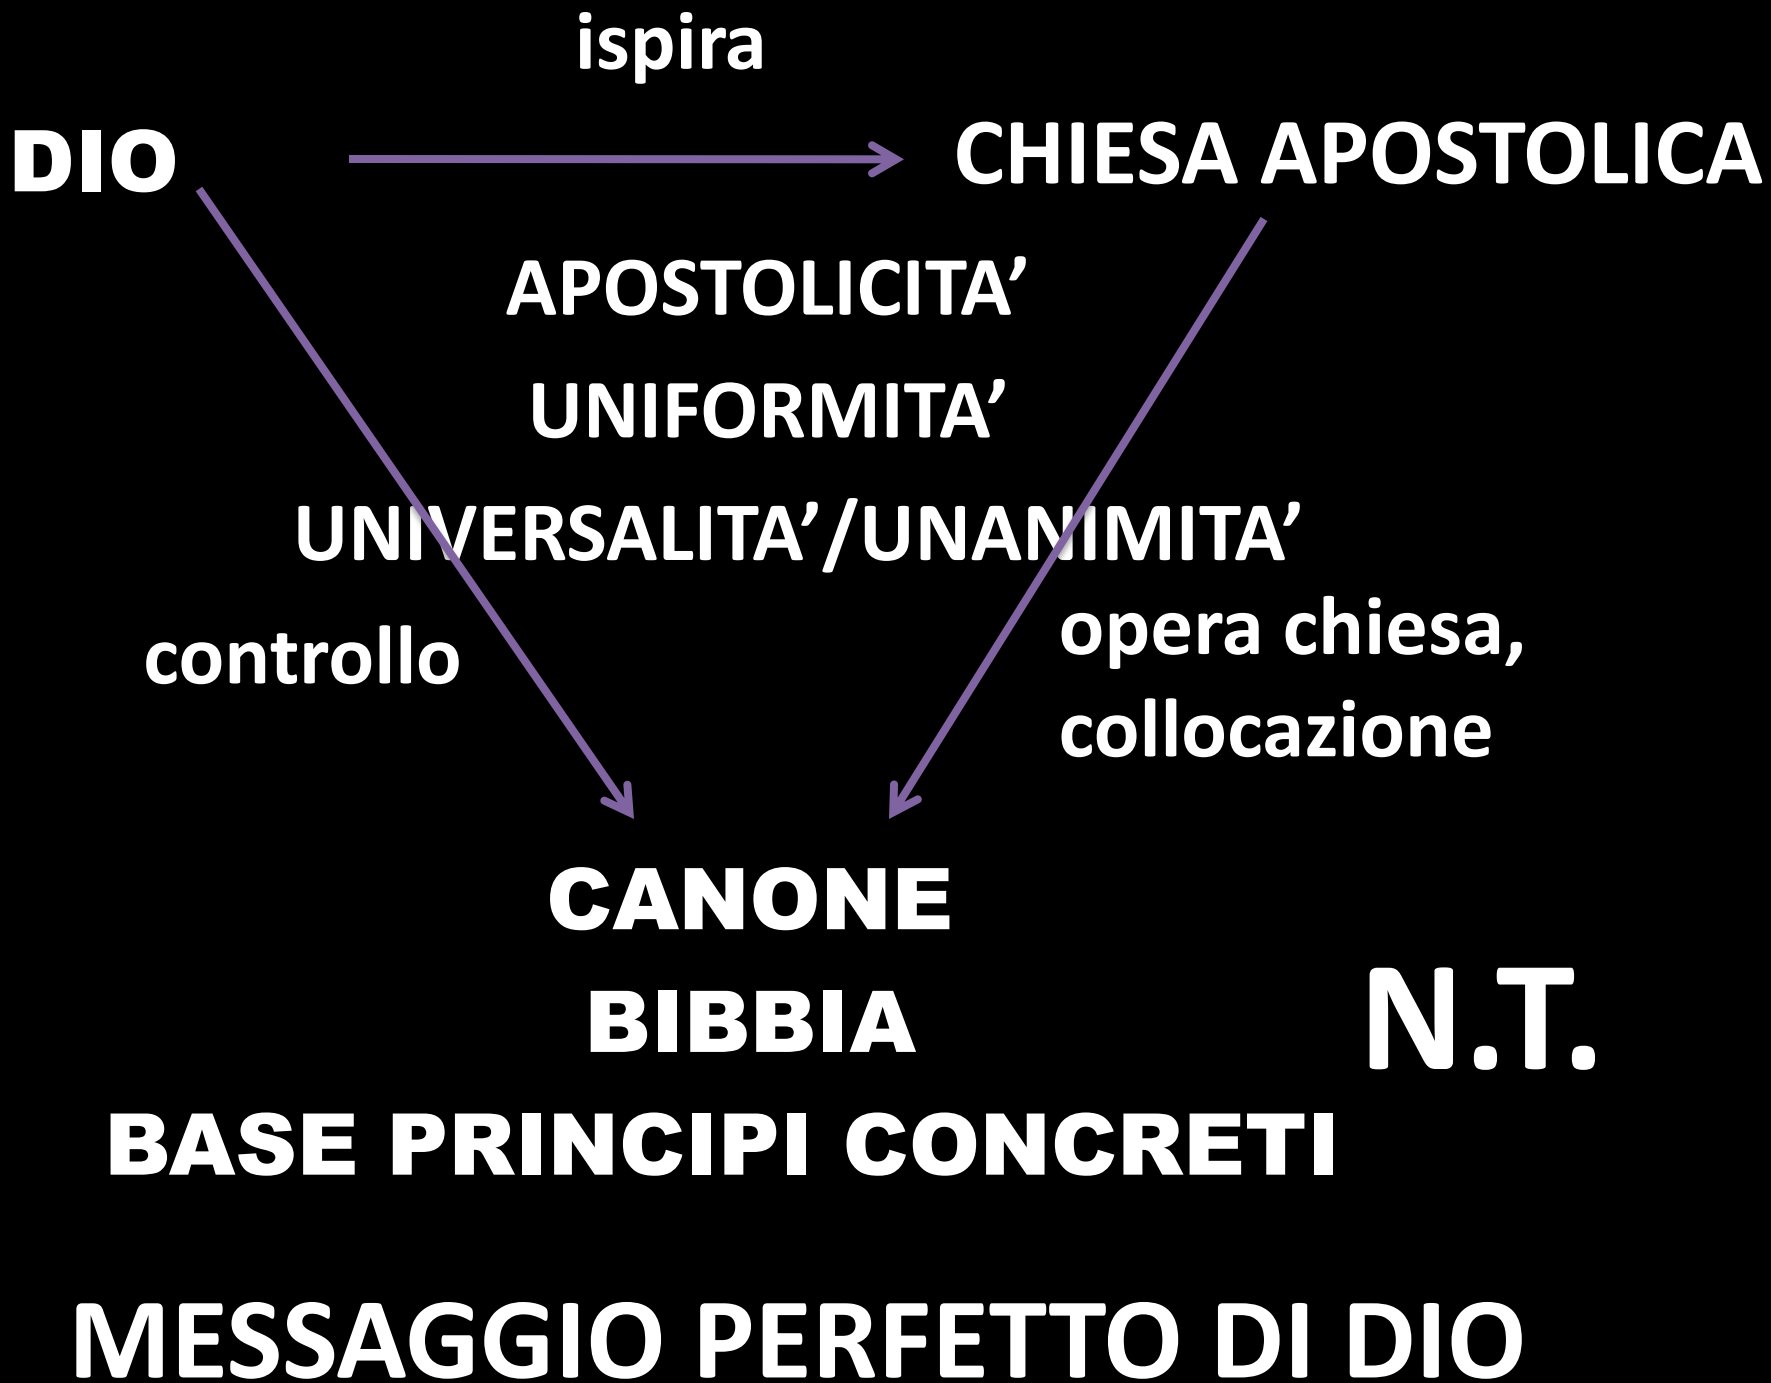 ispira
DIO
CHIESA APOSTOLICA
APOSTOLICITA’
UNIFORMITA’
UNIVERSALITA’/UNANIMITA’
controllo
opera chiesa,
collocazione
CANONE
BIBBIA
N.T.
BASE PRINCIPI CONCRETI
MESSAGGIO PERFETTO DI DIO